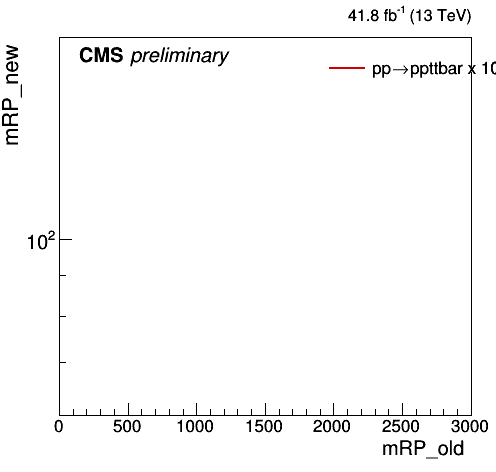 41.8 fb⁻¹ (13 TeV)
CMS preliminary
pp→ppttbar x 10
mRP_new
10²
0 500 1000 1500 2000 2500 3000
mRP_old